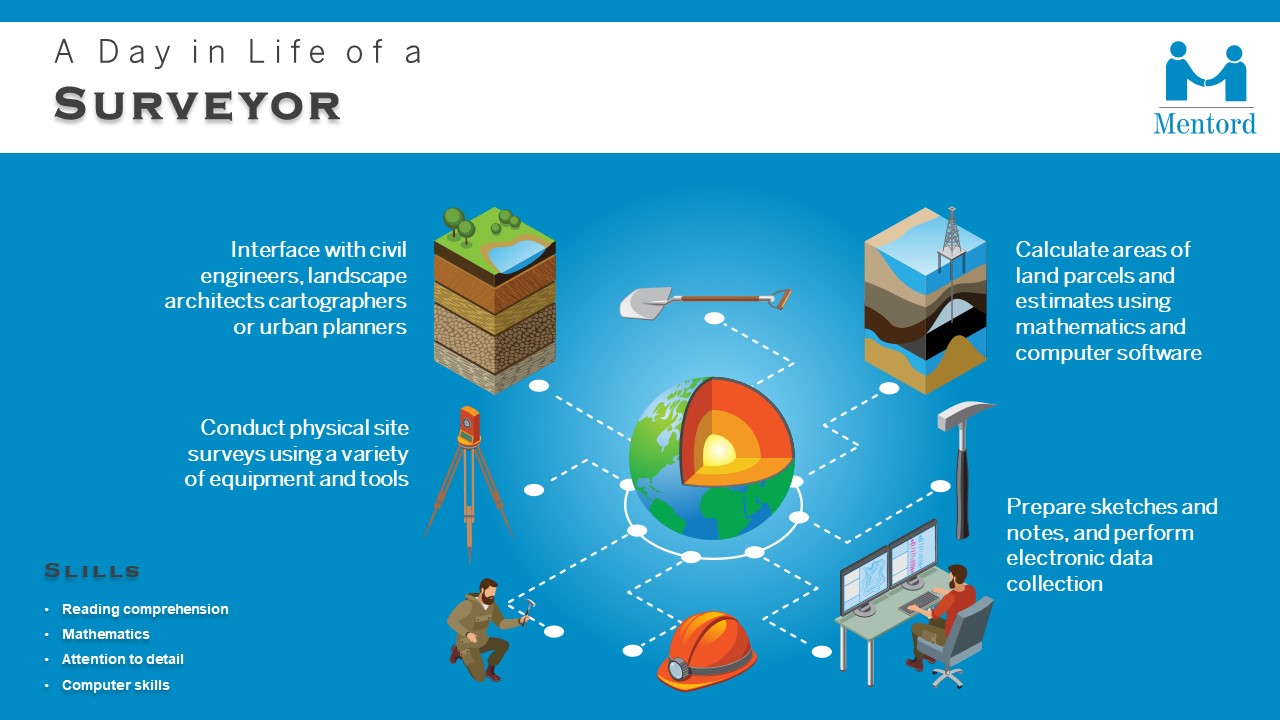 A Day in Life of a
SURVEYOR
Mentord
Interface with civil
engineers, landscape
architects cartographers
or urban planners
Calculate areas of
land parcels and
estimates using
mathematics and
computer software
Conduct physical site
surveys using a variety
of equipment and tools
Prepare sketches and
notes, and perform
electronic data
collection
SLILLS
• Reading comprehension
• Mathematics
• Attention to detail
• Computer skills